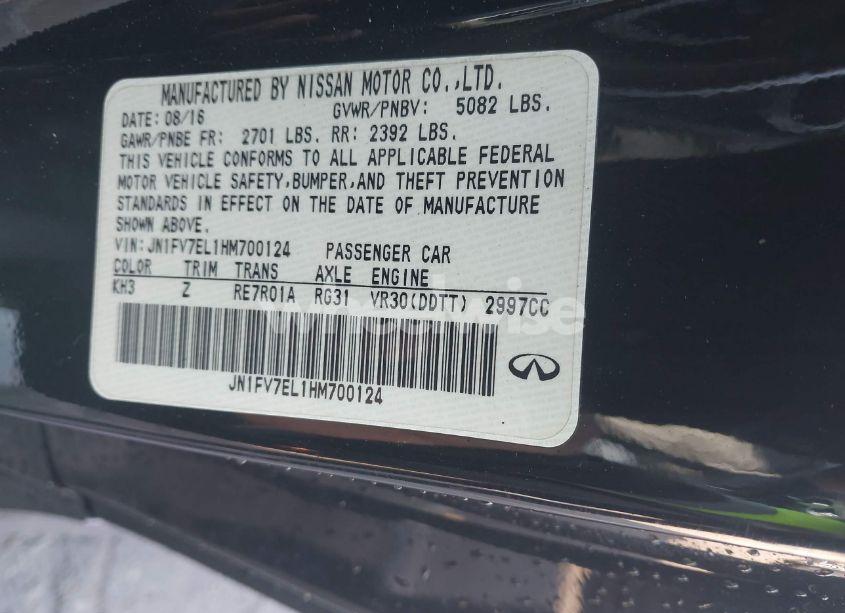 MANUFACTURED BY NISSAN MOTOR CO.,LTD.
DATE: 08/16 GVWR/PNBV: 5082 LBS.
GAWR/PNBE FR: 2701 LBS. RR: 2392 LBS.
THIS VEHICLE CONFORMS TO ALL APPLICABLE FEDERAL
MOTOR VEHICLE SAFETY,BUMPER,AND THEFT PREVENTION
STANDARDS IN EFFECT ON THE DATE OF MANUFACTURE
SHOWN ABOVE.
VIN:JN1FV7EL1HM700124 PASSENGER CAR
COLOR TRIM TRANS AXLE ENGINE
KH3 Z RE7R01A RG31 VR30(DDTT) 2997CC
wheelwise
JN1FV7EL1HM700124